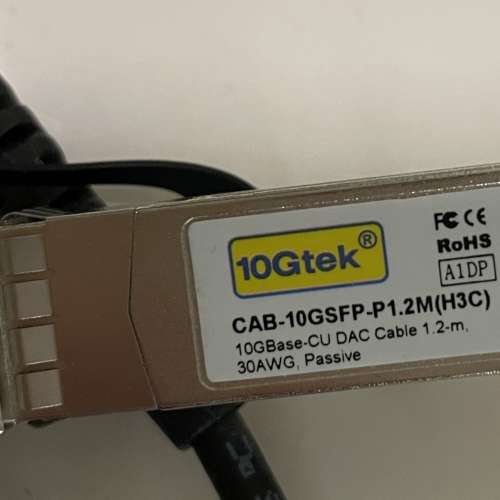 10Gtek®
FC CE
RoHS
A1DP
CAB-10GSFP-P1.2M(H3C)
10GBase-CU DAC Cable 1.2-m,
30AWG, Passive